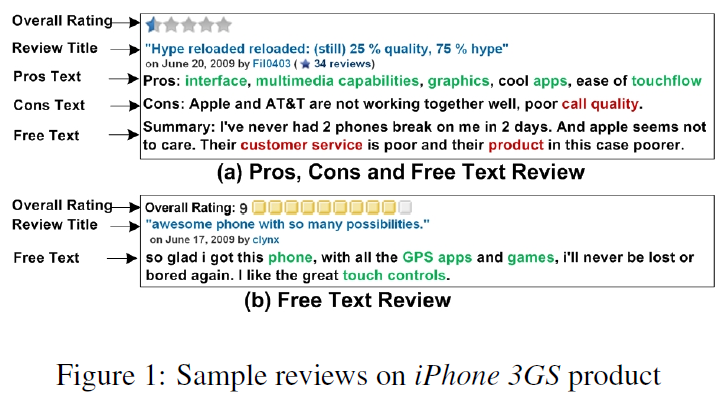 Overall Rating
Review Title "Hype reloaded reloaded: (still) 25 % quality, 75 % hype"
on June 20, 2009 by Fil0403 ( ★ 34 reviews)
Pros Text Pros: interface, multimedia capabilities, graphics, cool apps, ease of touchflow
Cons Text Cons: Apple and AT&T are not working together well, poor call quality.
Free Text Summary: I've never had 2 phones break on me in 2 days. And apple seems not
to care. Their customer service is poor and their product in this case poorer.
(a) Pros, Cons and Free Text Review
Overall Rating Overall Rating: 9
Review Title "awesome phone with so many possibilities."
on June 17, 2009 by clynx
Free Text so glad i got this phone, with all the GPS apps and games, i'll never be lost or
bored again. I like the great touch controls.
(b) Free Text Review
Figure 1: Sample reviews on iPhone 3GS product